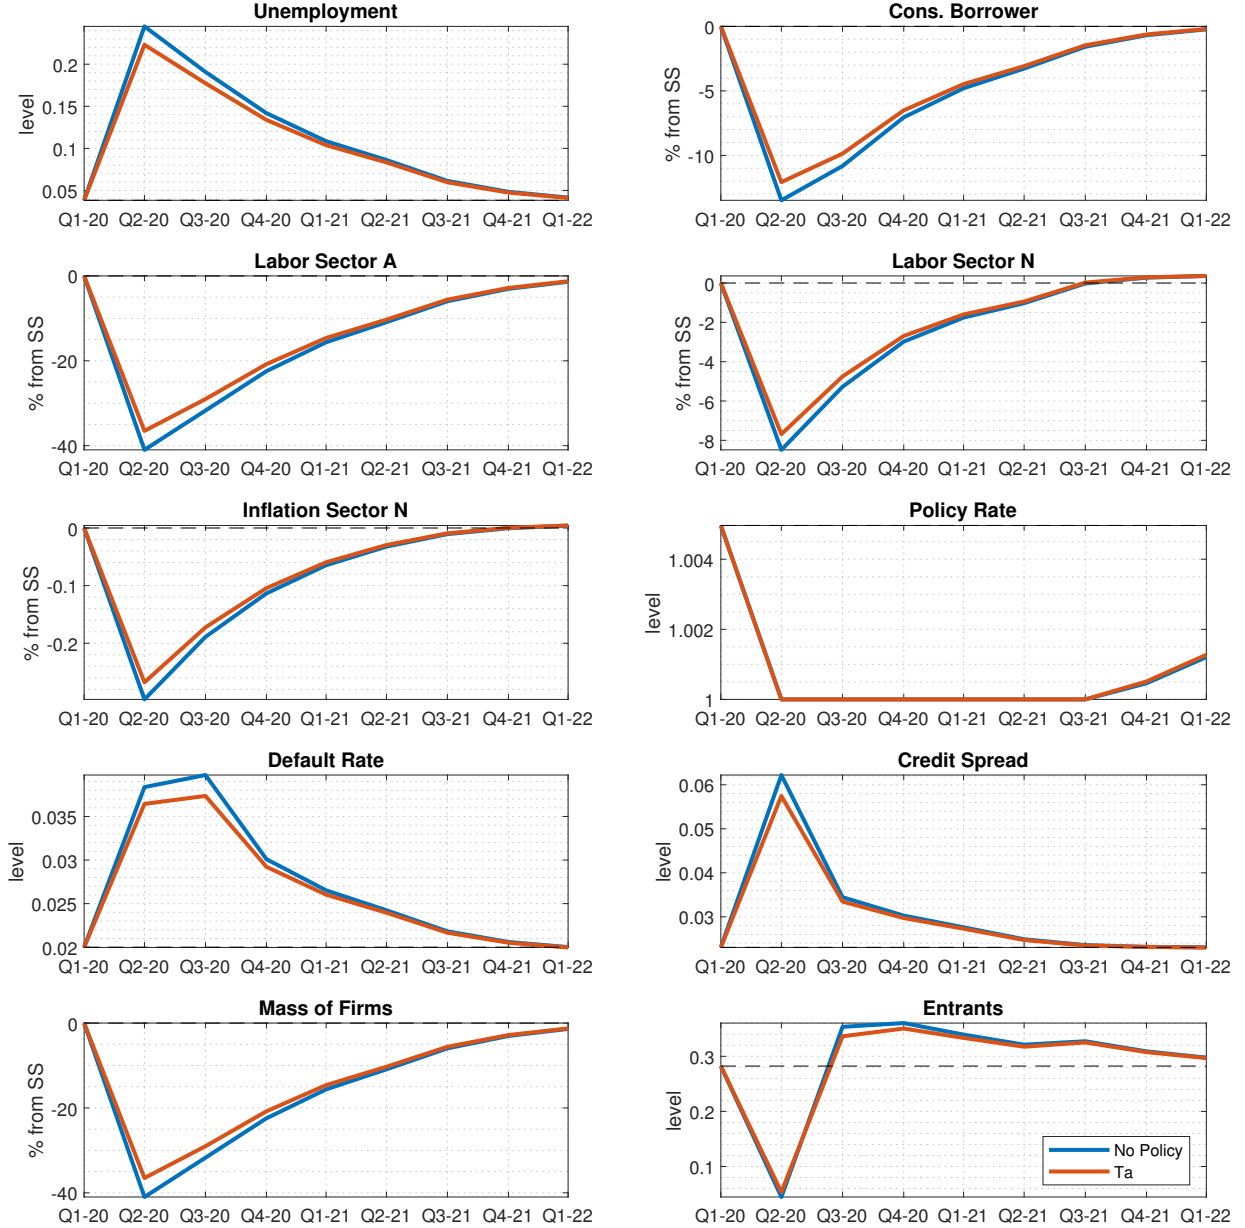 Unemployment
level
0.2
0.15
0.1
0.05
Q1-20 Q2-20 Q3-20 Q4-20 Q1-21 Q2-21 Q3-21 Q4-21 Q1-22
Cons. Borrower
% from SS
0
-5
-10
Q1-20 Q2-20 Q3-20 Q4-20 Q1-21 Q2-21 Q3-21 Q4-21 Q1-22
Labor Sector A
% from SS
0
-20
-40
Q1-20 Q2-20 Q3-20 Q4-20 Q1-21 Q2-21 Q3-21 Q4-21 Q1-22
Labor Sector N
% from SS
0
-2
-4
-6
-8
Q1-20 Q2-20 Q3-20 Q4-20 Q1-21 Q2-21 Q3-21 Q4-21 Q1-22
Inflation Sector N
% from SS
0
-0.1
-0.2
Q1-20 Q2-20 Q3-20 Q4-20 Q1-21 Q2-21 Q3-21 Q4-21 Q1-22
Policy Rate
level
1.004
1.002
1
Q1-20 Q2-20 Q3-20 Q4-20 Q1-21 Q2-21 Q3-21 Q4-21 Q1-22
Default Rate
level
0.035
0.03
0.025
0.02
Q1-20 Q2-20 Q3-20 Q4-20 Q1-21 Q2-21 Q3-21 Q4-21 Q1-22
Credit Spread
level
0.06
0.05
0.04
0.03
Q1-20 Q2-20 Q3-20 Q4-20 Q1-21 Q2-21 Q3-21 Q4-21 Q1-22
Mass of Firms
% from SS
0
-20
-40
Q1-20 Q2-20 Q3-20 Q4-20 Q1-21 Q2-21 Q3-21 Q4-21 Q1-22
Entrants
level
0.3
0.2
0.1
No Policy
Ta
Q1-20 Q2-20 Q3-20 Q4-20 Q1-21 Q2-21 Q3-21 Q4-21 Q1-22